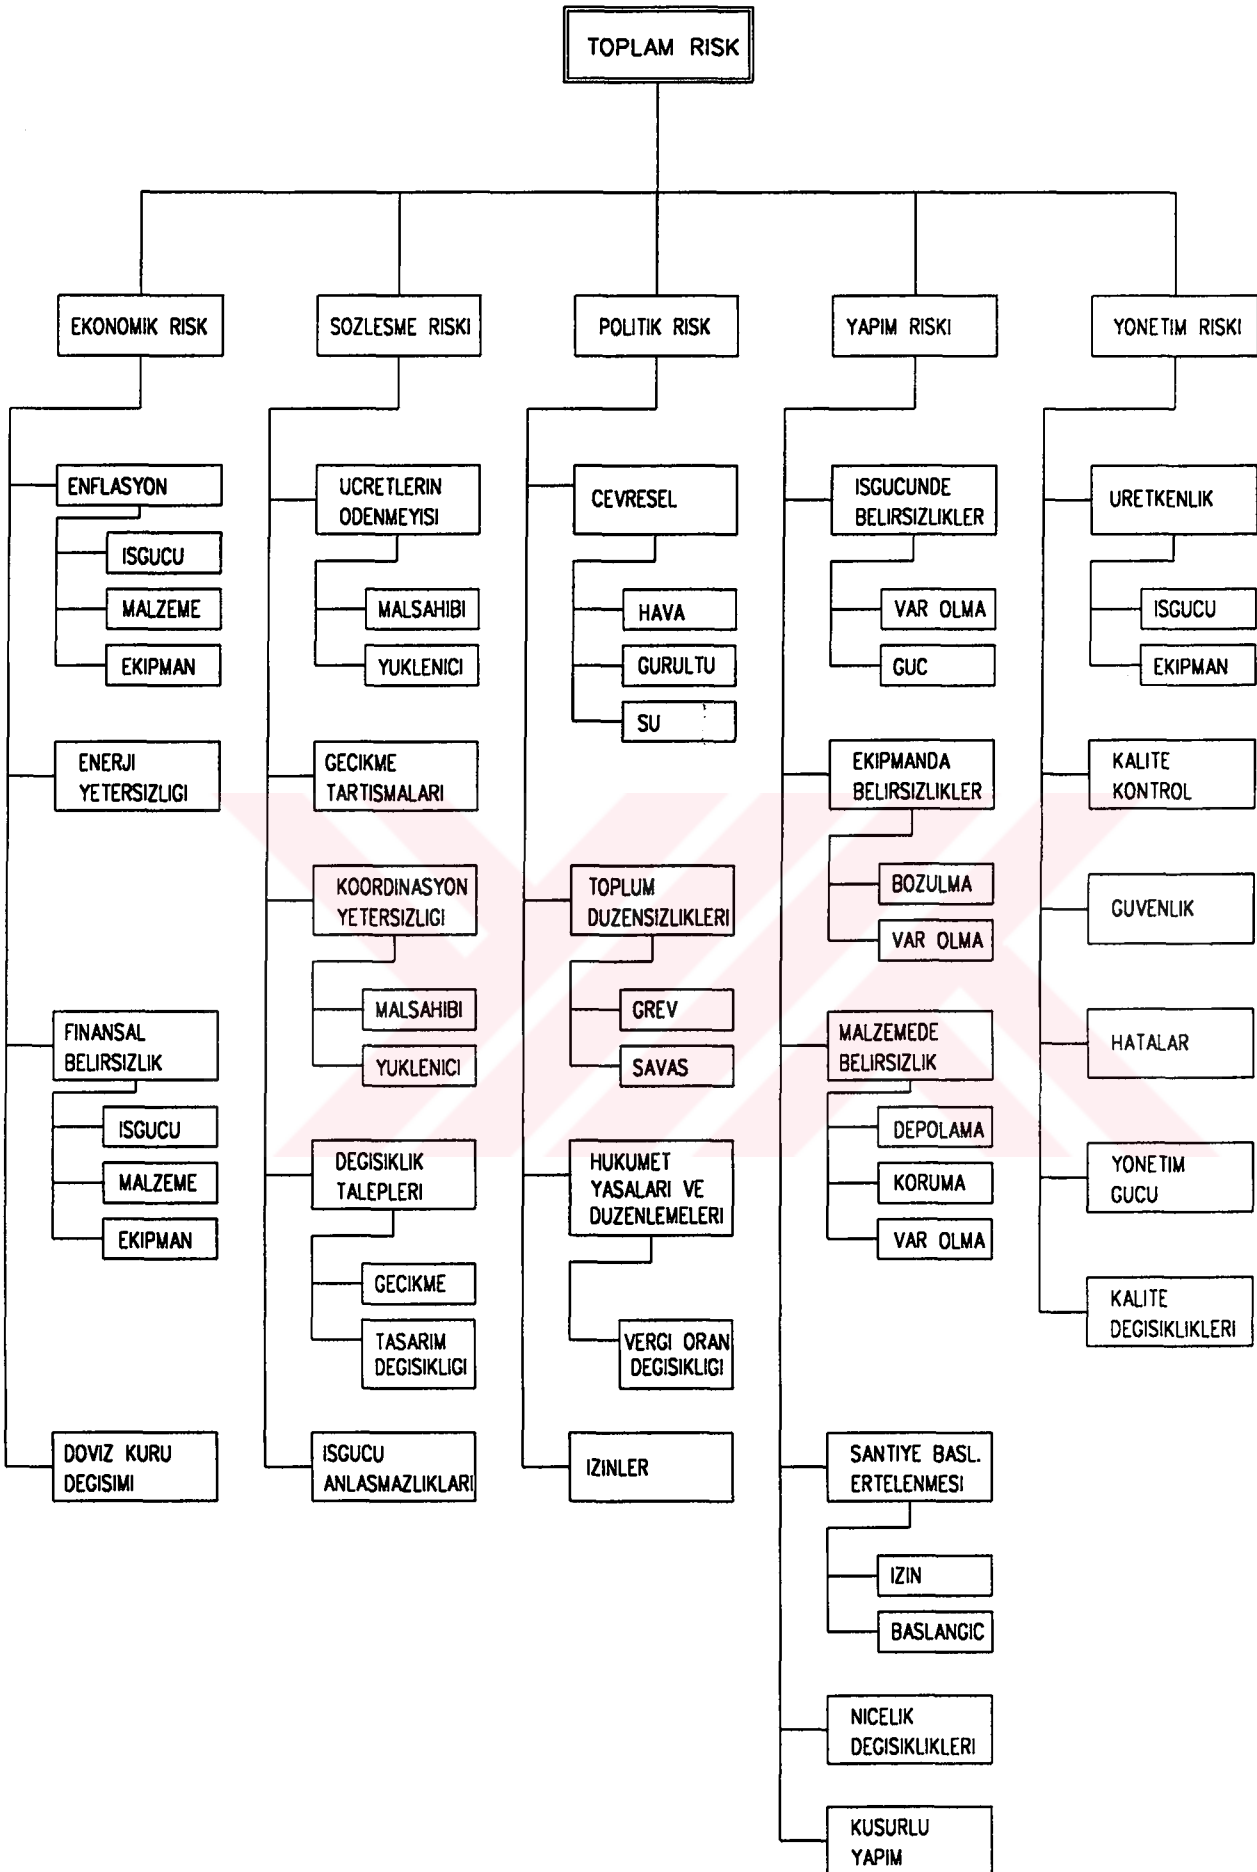 TOPLAM RISK
EKONOMIK RISK
SOZLESME RISKI
POLITIK RISK
YAPIM RISKI
YONETIM RISKI
ENFLASYON
ISGUCU
MALZEME
EKIPMAN
ENERJI
YETERSIZLIGI
FINANSAL
BELIRSIZLIK
ISGUCU
MALZEME
EKIPMAN
DOVIZ KURU
DEGISIMI
UCRETLERIN
ODENMEYISI
MALSAHIBI
YUKLENICI
GECIKME
TARTISMALARI
KOORDINASYON
YETERSIZLIGI
MALSAHIBI
YUKLENICI
DEGISIKLIK
TALEPLERI
GECIKME
TASARIM
DEGISIKLIGI
ISGUCU
ANLASMAZLIKLARI
CEVRESEL
HAVA
GURULTU
SU
TOPLUM
DUZENSIZLIKLERI
GREV
SAVAS
HUKUMET
YASALARI VE
DUZENLEMELERI
VERGI ORAN
DEGISIKLIGI
IZINLER
ISGUCUNDE
BELIRSIZLIKLER
VAR OLMA
GUC
EKIPMANDA
BELIRSIZLIKLER
BOZULMA
VAR OLMA
MALZEMEDE
BELIRSIZLIK
DEPOLAMA
KORUMA
VAR OLMA
SANTIYE BASL.
ERTELENMESI
IZIN
BASLANGIC
NICELIK
DEGISIKLIKLERI
KUSURLU
YAPIM
URETKENLIK
ISGUCU
EKIPMAN
KALITE
KONTROL
GUVENLIK
HATALAR
YONETIM
GUCU
KALITE
DEGISIKLIKLERI